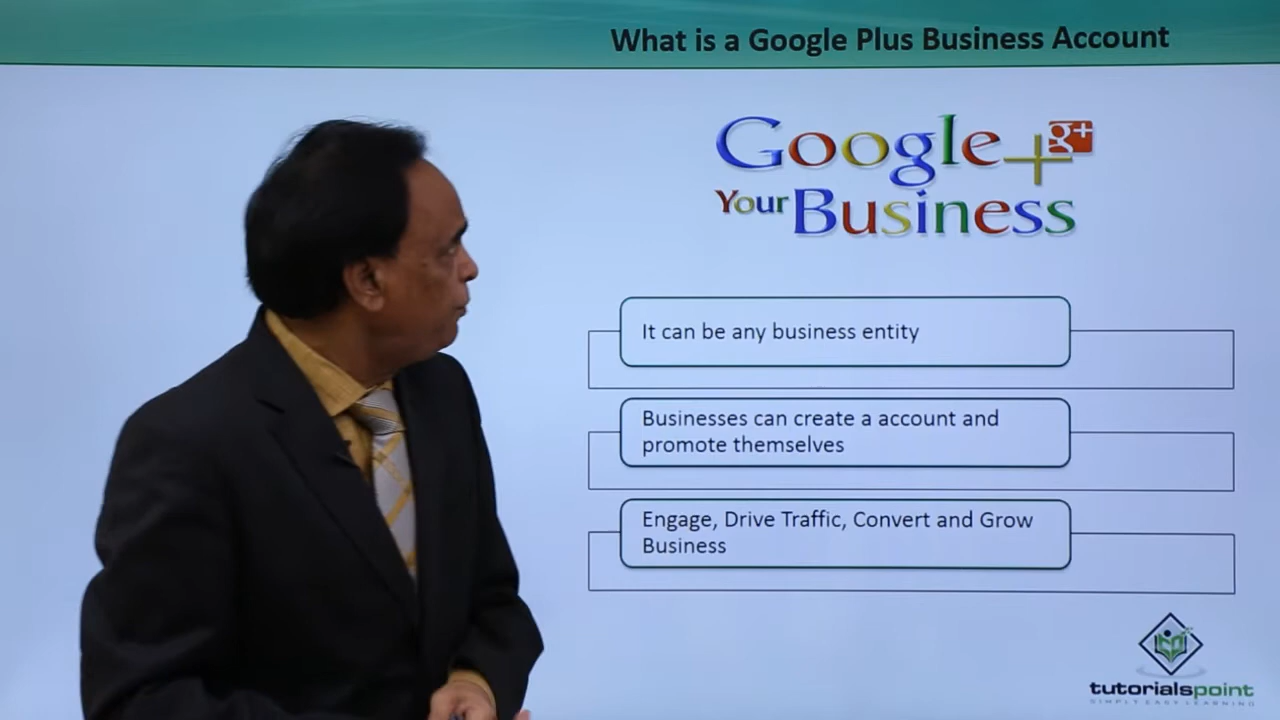 What is a Google Plus Business Account
Google+ g+
Your Business
It can be any business entity
Businesses can create a account and
promote themselves
Engage, Drive Traffic, Convert and Grow
Business
tutorialspoint
SIMPLY EASY LEARNING